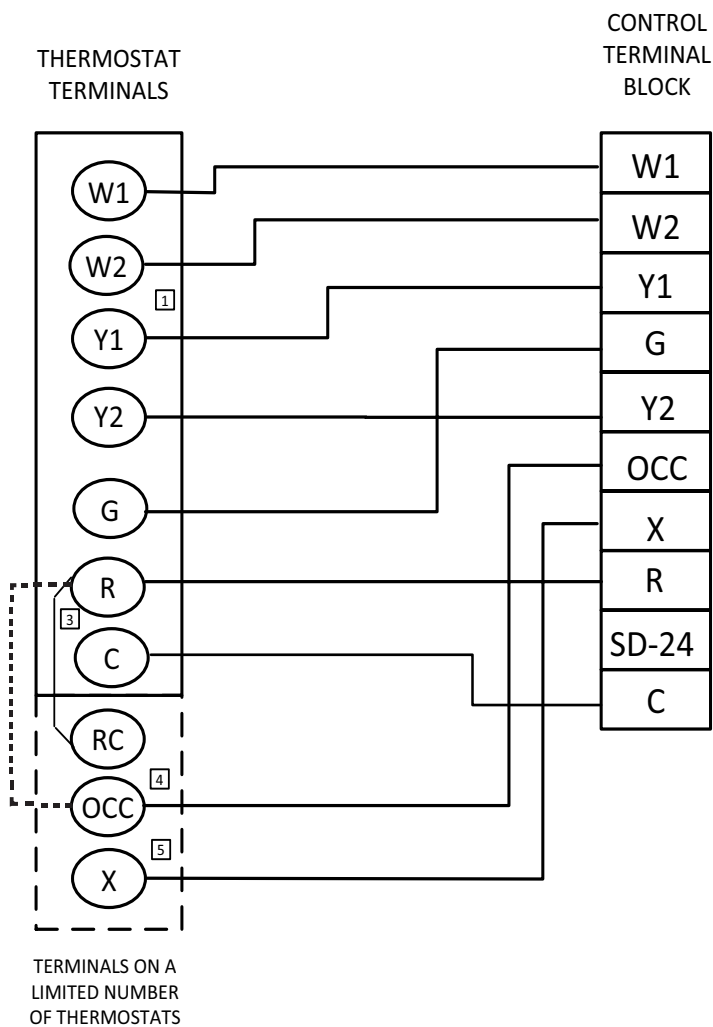 THERMOSTAT
TERMINALS
W1
W2
1
Y1
Y2
G
R
3
C
RC
4
OCC
5
X
TERMINALS ON A
LIMITED NUMBER
OF THERMOSTATS
CONTROL
TERMINAL
BLOCK
W1
W2
Y1
G
Y2
OCC
X
R
SD-24
C